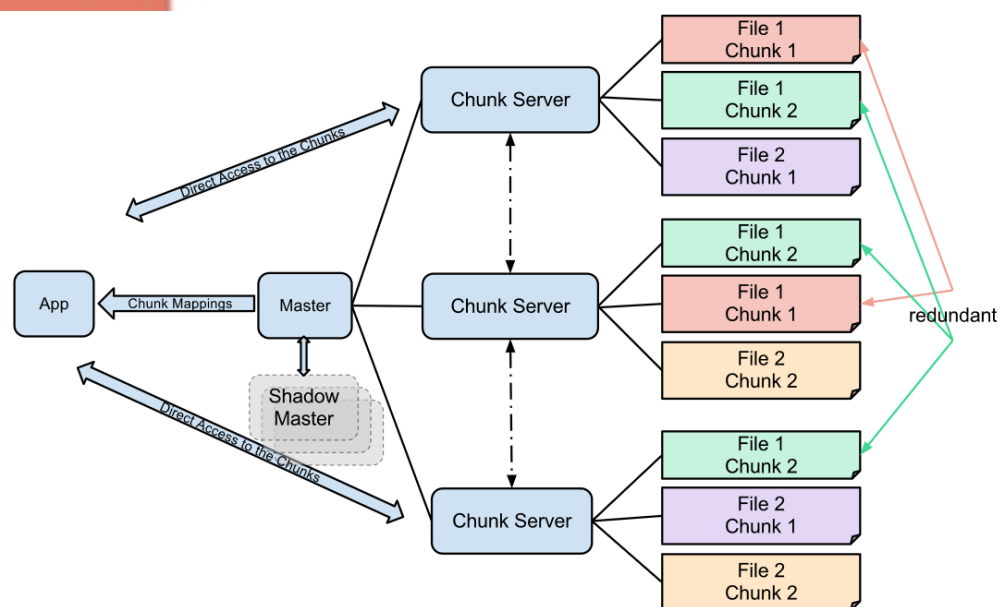 File 1
Chunk 1
Chunk Server
File 1
Chunk 2
Direct Access to the Chunks
File 2
Chunk 1
File 1
Chunk 2
App
Chunk Mappings
Master
Chunk Server
File 1
Chunk 1
redundant
File 2
Chunk 2
Shadow
Master
Direct Access to the Chunks
File 1
Chunk 2
Chunk Server
File 2
Chunk 1
File 2
Chunk 2